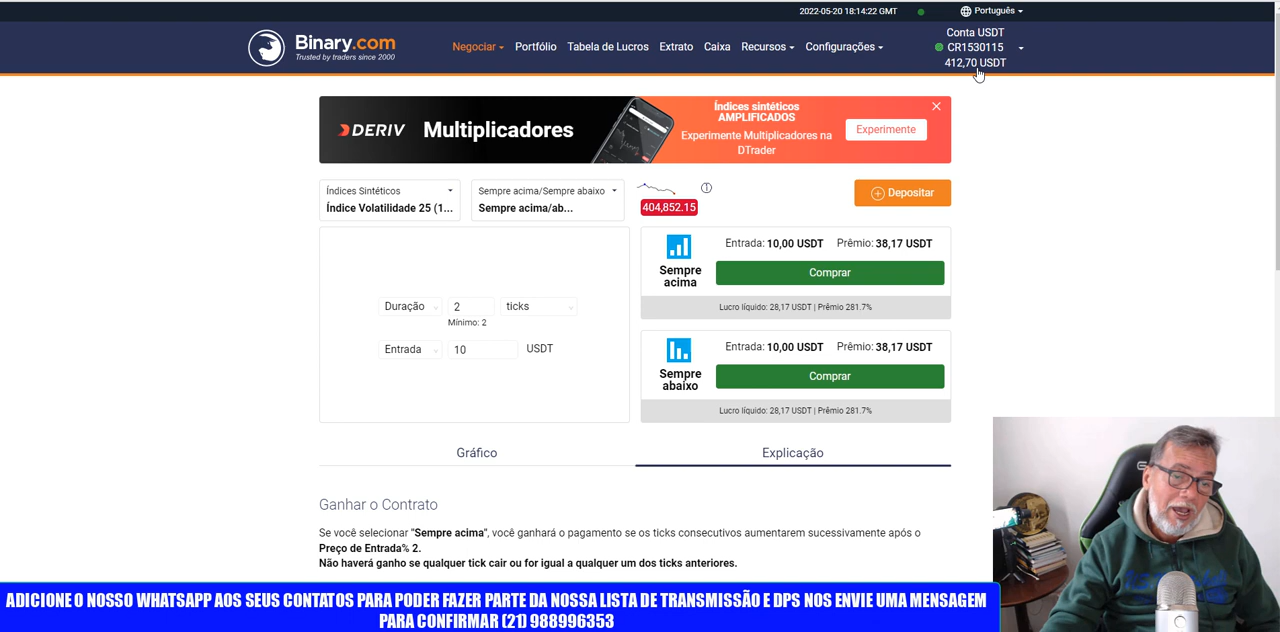 2022-05-20 18:14:22 GMT
Português
Binary.com
Trusted by traders since 2000
Negociar
Portfólio
Tabela de Lucros
Extrato
Caixa
Recursos
Configurações
Conta USDT
CR1530115
412,70 USDT
DERIV
Multiplicadores
Índices sintéticos
AMPLIFICADOS
Experimente Multiplicadores na
DTrader
Experimente
Índices Sintéticos
Índice Volatilidade 25 (1...
Sempre acima/Sempre abaixo
Sempre acima/ab...
404,852.15
Depositar
Duração 2 ticks
Mínimo: 2
Entrada 10 USDT
Sempre
acima
Entrada: 10,00 USDT Prêmio: 38,17 USDT
Comprar
Lucro líquido: 28,17 USDT | Prêmio 281.7%
Sempre
abaixo
Entrada: 10,00 USDT Prêmio: 38,17 USDT
Comprar
Lucro líquido: 28,17 USDT | Prêmio 281.7%
Gráfico
Explicação
Ganhar o Contrato
Se você selecionar "Sempre acima", você ganhará o pagamento se os ticks consecutivos aumentarem sucessivamente após o
Preço de Entrada% 2.
Não haverá ganho se qualquer tick cair ou for igual a qualquer um dos ticks anteriores.
ADICIONE O NOSSO WHATSAPP AOS SEUS CONTATOS PARA PODER FAZER PARTE DA NOSSA LISTA DE TRANSMISSÃO E DPS NOS ENVIE UMA MENSAGEM
PARA CONFIRMAR (21) 988996353